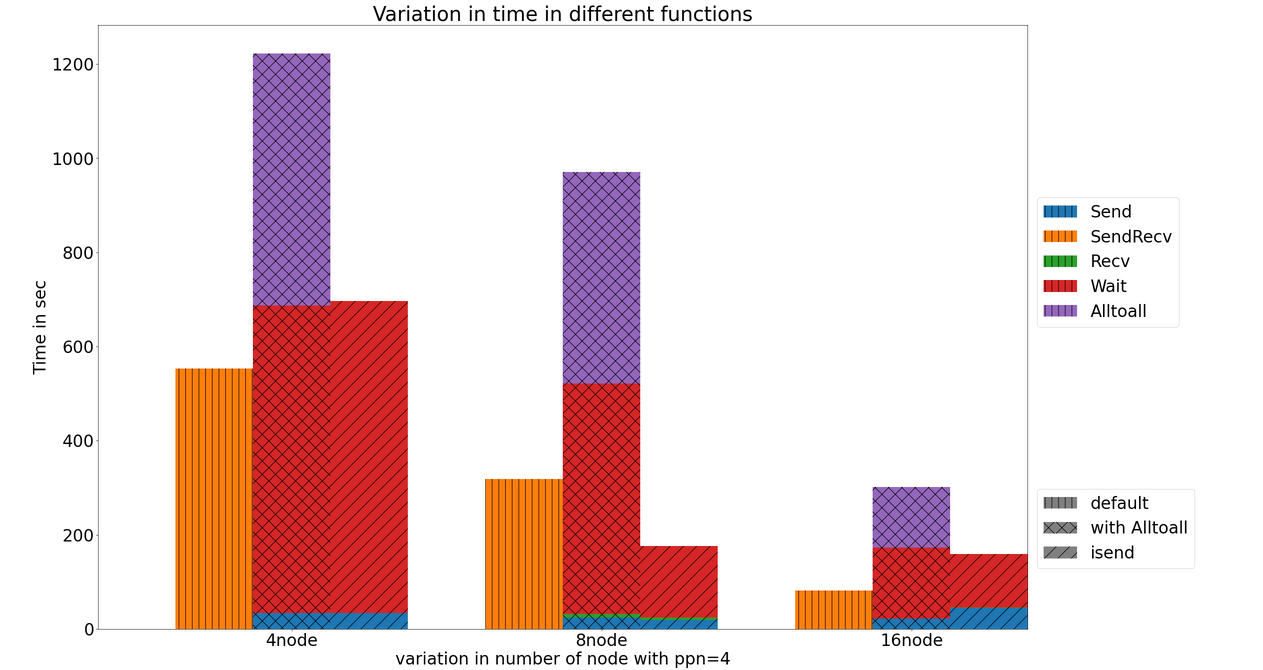 Variation in time in different functions
1200
1000
800
600
400
200
0
Time in sec
4node
8node
16node
variation in number of node with ppn=4
Send
SendRecv
Recv
Wait
Alltoall
default
with Alltoall
isend